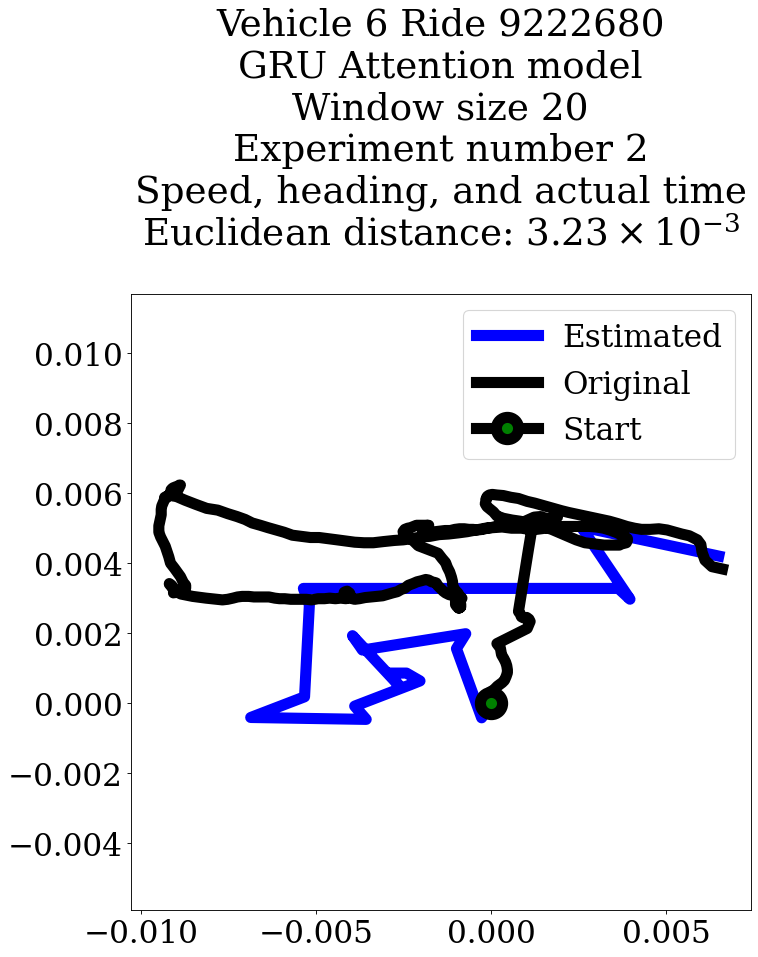 Vehicle 6 Ride 9222680
GRU Attention model
Window size 20
Experiment number 2
Speed, heading, and actual time
Euclidean distance: 3.23 × 10⁻³
Estimated
Original
Start
0.010
0.008
0.006
0.004
0.002
0.000
−0.002
−0.004
−0.010
−0.005
0.000
0.005